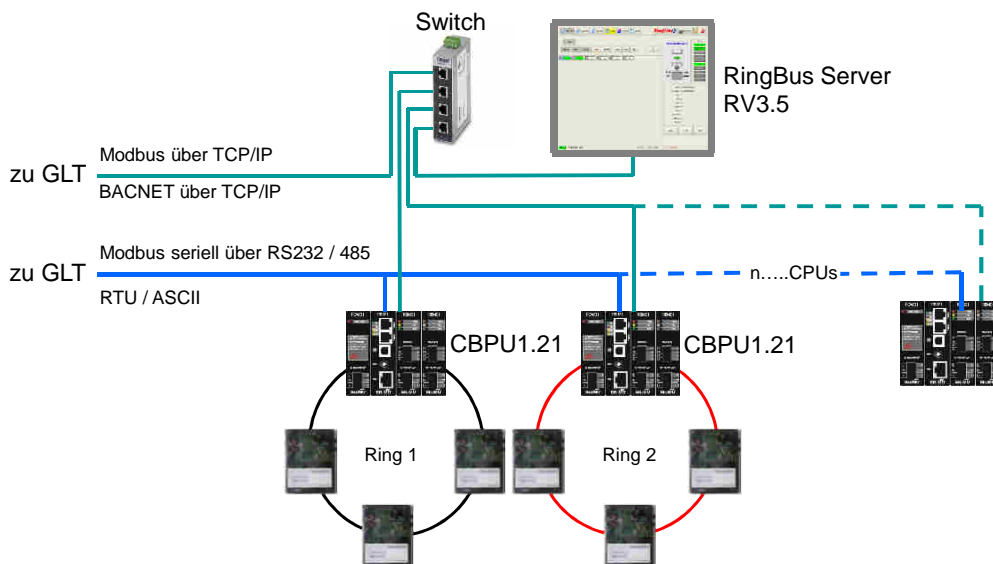 Switch
RingBus Server
RV3.5
zu GLT
Modbus über TCP/IP
BACNET über TCP/IP
zu GLT
Modbus seriell über RS232 / 485
RTU / ASCII
n…..CPUs
CBPU1.21
CBPU1.21
Ring 1
Ring 2